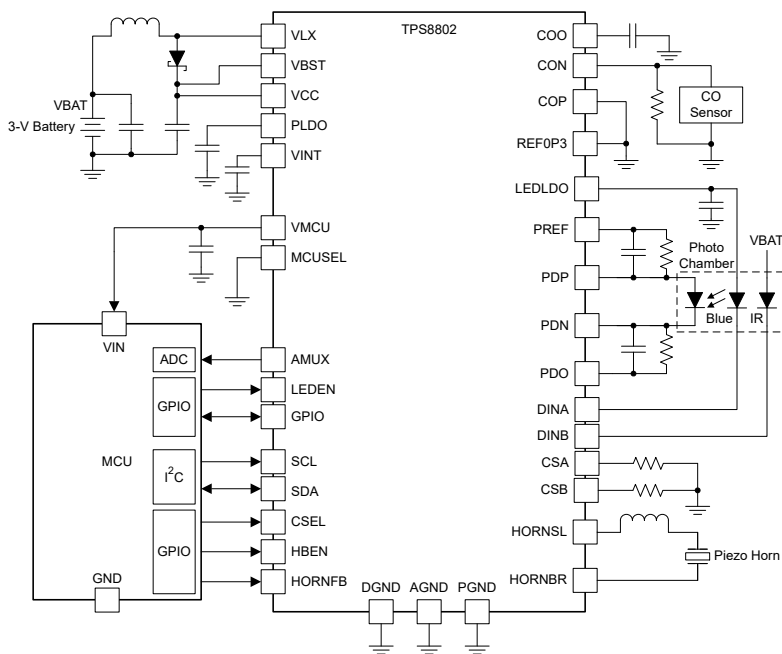 TPS8802
VLX
VBST
VCC
PLDO
VINT
VMCU
MCUSEL
AMUX
LEDEN
GPIO
SCL
SDA
CSEL
HBEN
HORNFB
DGND
AGND
PGND
COO
CON
COP
REF0P3
LEDLDO
PREF
PDP
PDN
PDO
DINA
DINB
CSA
CSB
HORNSL
HORNBR
VBAT
3-V Battery
VIN
ADC
GPIO
MCU
I2C
GPIO
GND
CO
Sensor
Photo
Chamber
VBAT
Blue
IR
Piezo Horn